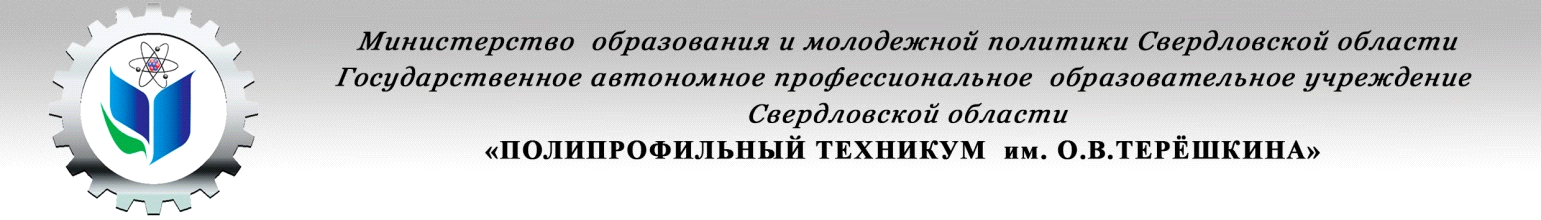 Министерство образования и молодежной политики Свердловской области
Государственное автономное профессиональное образовательное учреждение
Свердловской области
«ПОЛИПРОФИЛЬНЫЙ ТЕХНИКУМ им. О.В.ТЕРЁШКИНА»